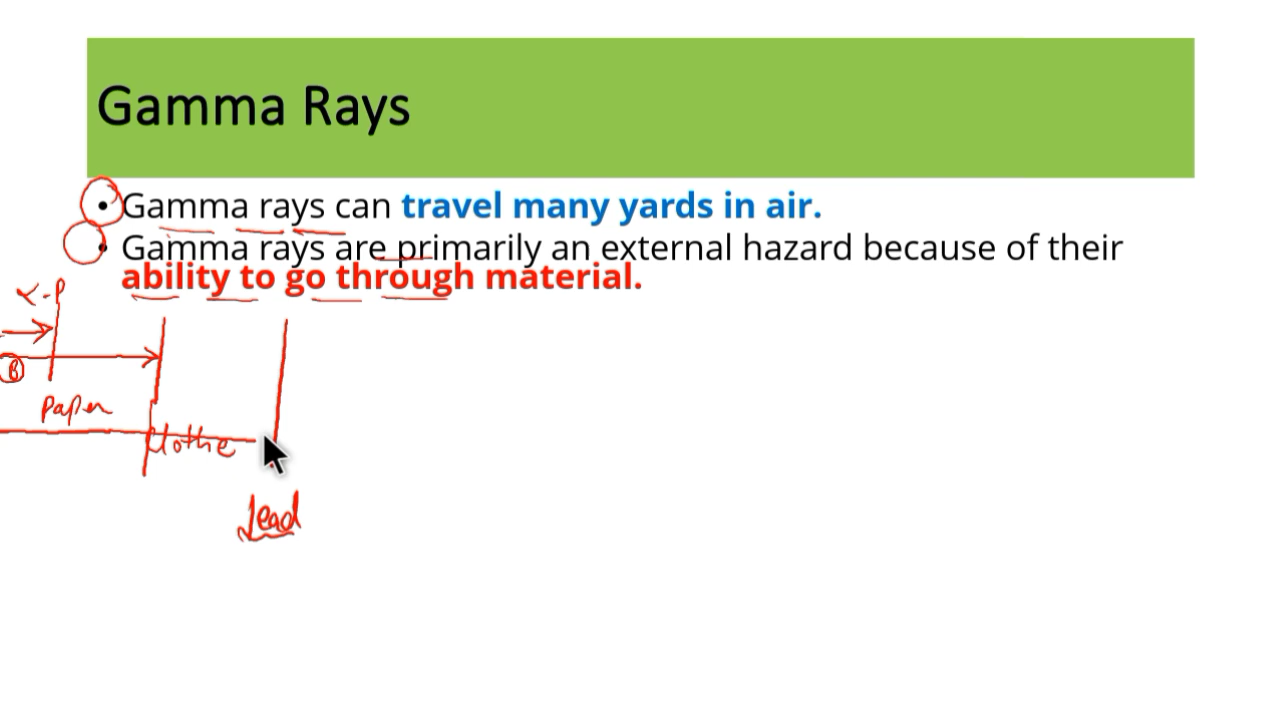 Gamma Rays
• Gamma rays can travel many yards in air.
• Gamma rays are primarily an external hazard because of their
ability to go through material.
α-P
B
Paper
Clothe
Lead